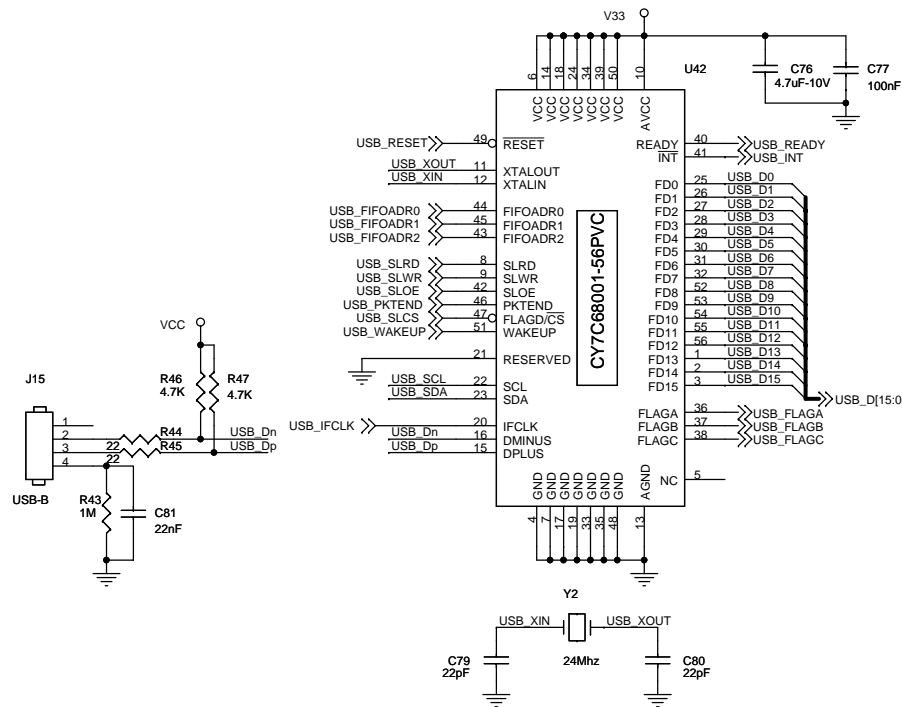 V33
U42
C76
4.7uF-10V
C77
100nF
6
14
18
24
34
39
50
10
VCC
VCC
VCC
VCC
VCC
VCC
VCC
AVCC
USB_RESET
49
RESET
READY
40
USB_READY
INT
41
USB_INT
USB_XOUT
11
XTALOUT
USB_XIN
12
XTALIN
FD0
25
USB_D0
FD1
26
USB_D1
FD2
27
USB_D2
FD3
28
USB_D3
FD4
29
USB_D4
FD5
30
USB_D5
FD6
31
USB_D6
FD7
32
USB_D7
FD8
52
USB_D8
FD9
53
USB_D9
FD10
54
USB_D10
FD11
55
USB_D11
FD12
56
USB_D12
FD13
1
USB_D13
FD14
2
USB_D14
FD15
3
USB_D15
USB_D[15:0
USB_FIFOADR0
44
FIFOADR0
USB_FIFOADR1
45
FIFOADR1
USB_FIFOADR2
43
FIFOADR2
USB_SLRD
8
SLRD
USB_SLWR
9
SLWR
USB_SLOE
42
SLOE
USB_PKTEND
46
PKTEND
USB_SLCS
47
FLAGD/CS
USB_WAKEUP
51
WAKEUP
CY7C68001-56PVC
21
RESERVED
USB_SCL
22
SCL
USB_SDA
23
SDA
USB_IFCLK
20
IFCLK
USB_Dn
16
DMINUS
USB_Dp
15
DPLUS
FLAGA
36
USB_FLAGA
FLAGB
37
USB_FLAGB
FLAGC
38
USB_FLAGC
NC
5
GND
GND
GND
GND
GND
GND
GND
AGND
4
7
17
19
33
35
48
13
VCC
R46
4.7K
R47
4.7K
J15
1
2
3
4
USB-B
R44
22
R45
22
USB_Dn
USB_Dp
R43
1M
C81
22nF
Y2
USB_XIN
USB_XOUT
24Mhz
C79
22pF
C80
22pF